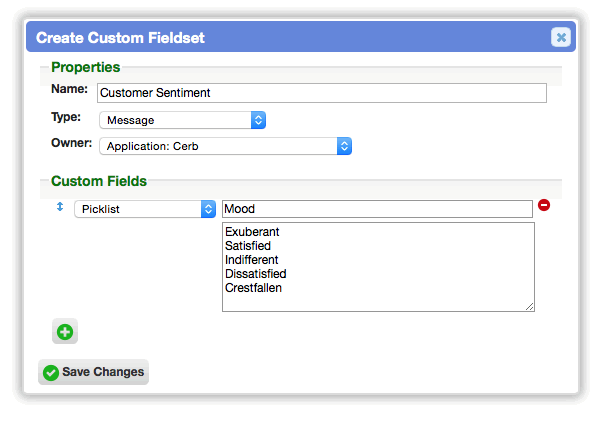 Create Custom Fieldset
Properties
Name: Customer Sentiment
Type: Message
Owner: Application: Cerb
Custom Fields
Picklist Mood
Exuberant
Satisfied
Indifferent
Dissatisfied
Crestfallen
Save Changes